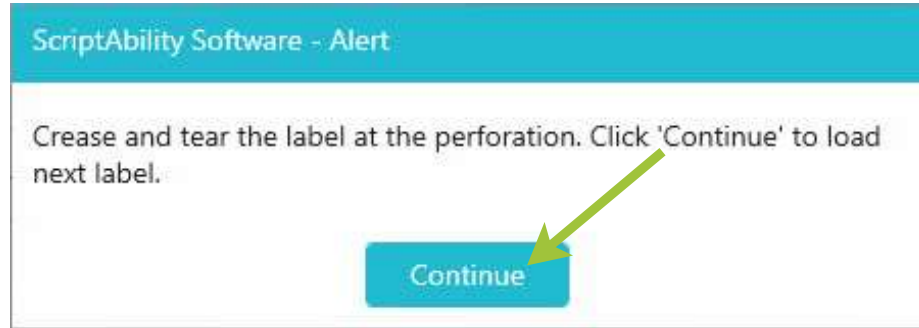 ScriptAbility Software - Alert
Crease and tear the label at the perforation. Click 'Continue' to load
next label.
Continue